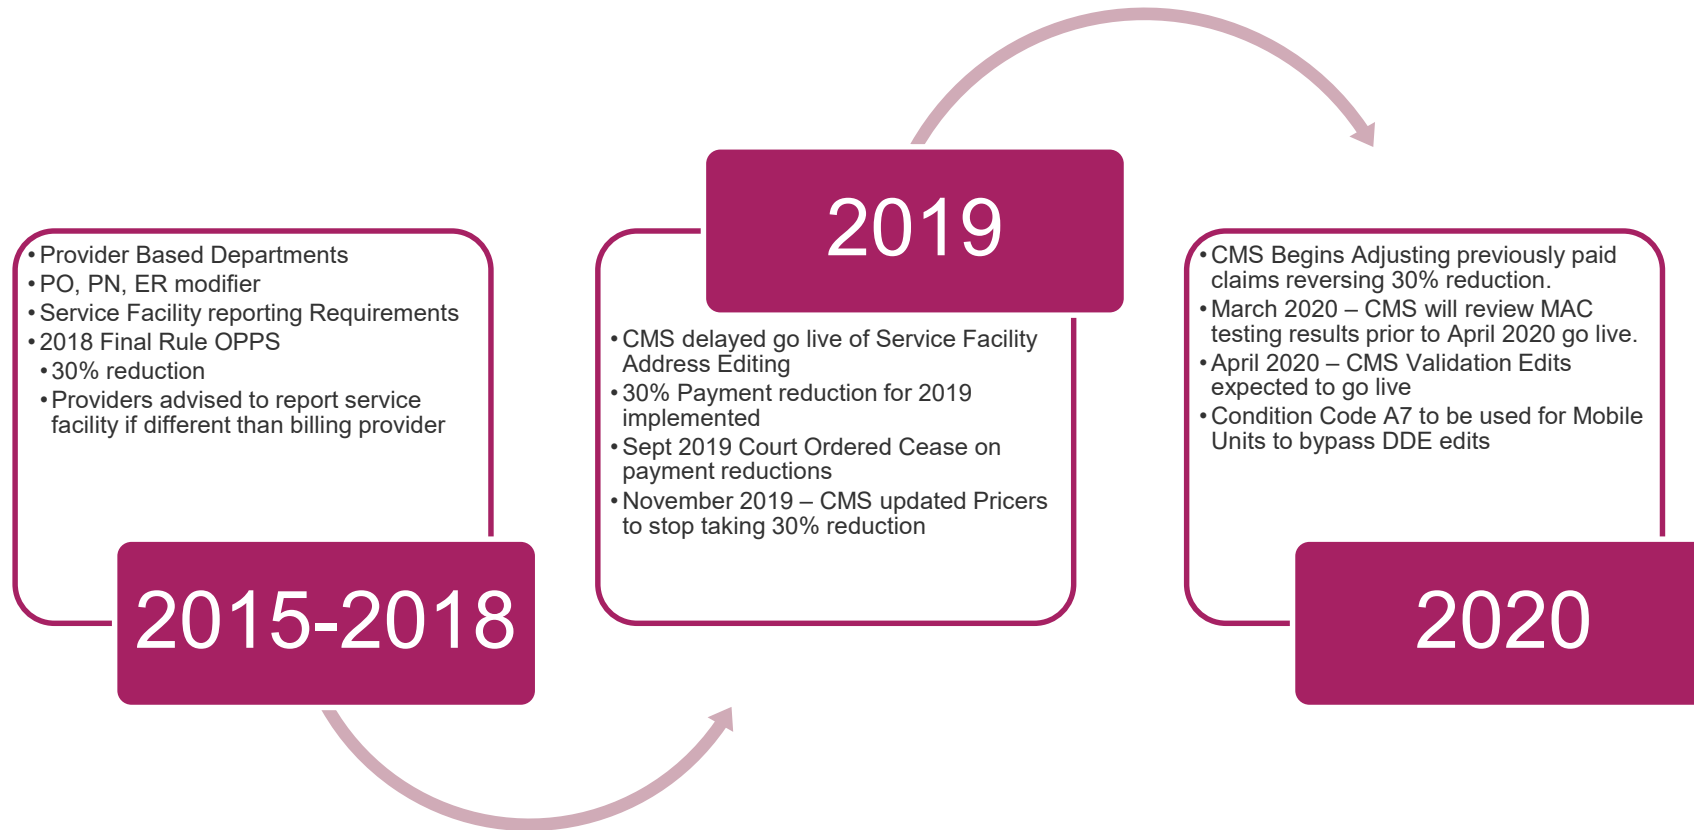 • Provider Based Departments
• PO, PN, ER modifier
• Service Facility reporting Requirements
• 2018 Final Rule OPPS
• 30% reduction
• Providers advised to report service
facility if different than billing provider
2015-2018
2019
• CMS delayed go live of Service Facility
Address Editing
• 30% Payment reduction for 2019
implemented
• Sept 2019 Court Ordered Cease on
payment reductions
• November 2019 – CMS updated Pricers
to stop taking 30% reduction
• CMS Begins Adjusting previously paid
claims reversing 30% reduction.
• March 2020 – CMS will review MAC
testing results prior to April 2020 go live.
• April 2020 – CMS Validation Edits
expected to go live
• Condition Code A7 to be used for Mobile
Units to bypass DDE edits
2020